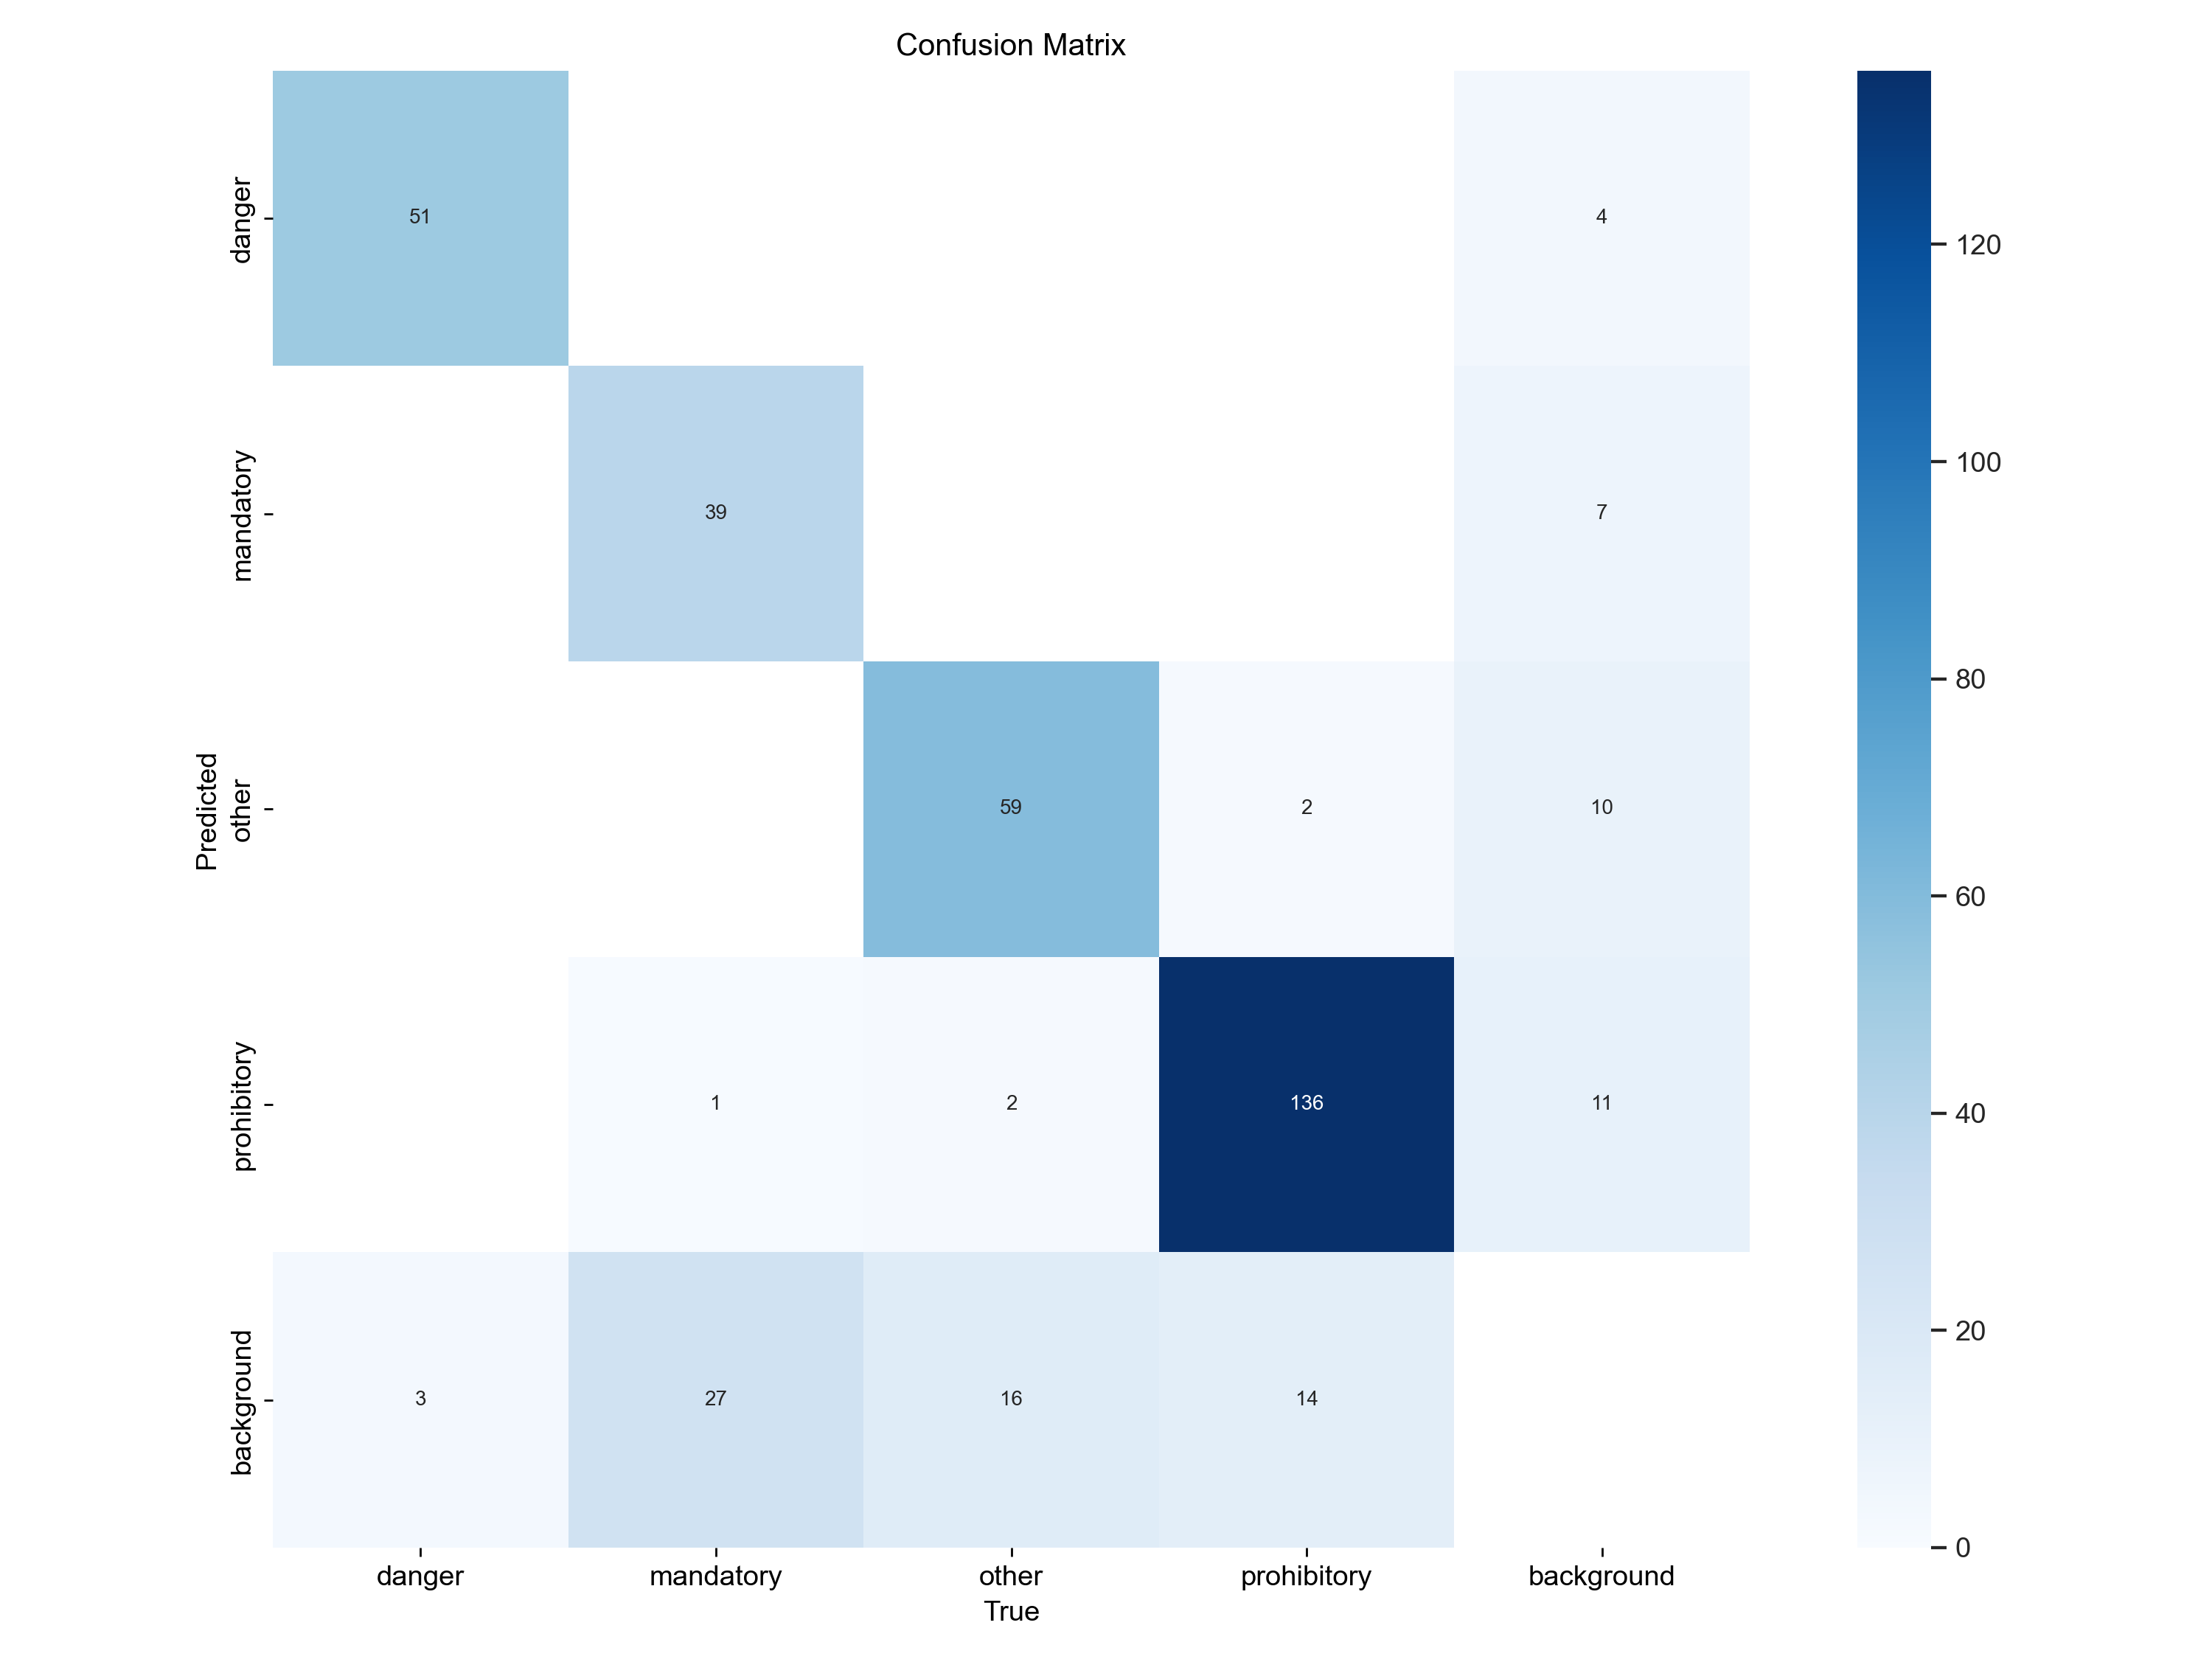 Confusion Matrix
danger
51
4
mandatory
39
7
Predicted
other
59
2
10
prohibitory
1
2
136
11
background
3
27
16
14
danger
mandatory
other
prohibitory
background
True
120
100
80
60
40
20
0